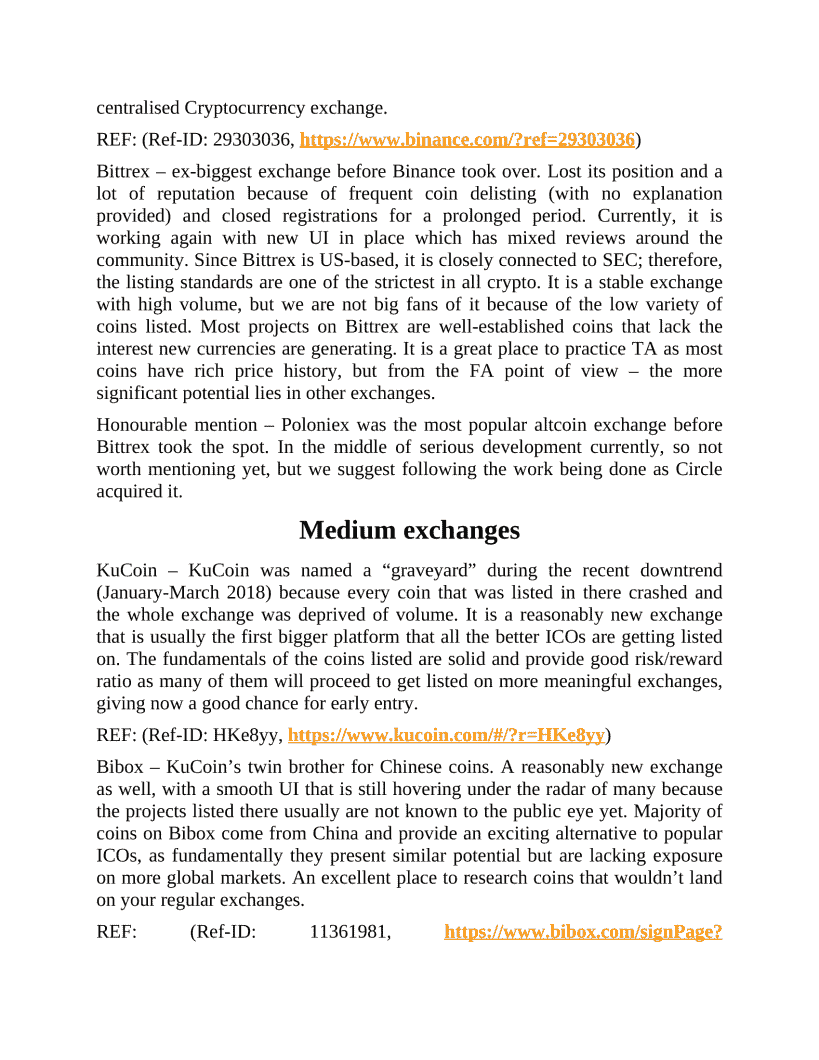 centralised Cryptocurrency exchange.
REF: (Ref-ID: 29303036, https://www.binance.com/?ref=29303036)
Bittrex – ex-biggest exchange before Binance took over. Lost its position and a
lot of reputation because of frequent coin delisting (with no explanation
provided) and closed registrations for a prolonged period. Currently, it is
working again with new UI in place which has mixed reviews around the
community. Since Bittrex is US-based, it is closely connected to SEC; therefore,
the listing standards are one of the strictest in all crypto. It is a stable exchange
with high volume, but we are not big fans of it because of the low variety of
coins listed. Most projects on Bittrex are well-established coins that lack the
interest new currencies are generating. It is a great place to practice TA as most
coins have rich price history, but from the FA point of view – the more
significant potential lies in other exchanges.
Honourable mention – Poloniex was the most popular altcoin exchange before
Bittrex took the spot. In the middle of serious development currently, so not
worth mentioning yet, but we suggest following the work being done as Circle
acquired it.
Medium exchanges
KuCoin – KuCoin was named a “graveyard” during the recent downtrend
(January-March 2018) because every coin that was listed in there crashed and
the whole exchange was deprived of volume. It is a reasonably new exchange
that is usually the first bigger platform that all the better ICOs are getting listed
on. The fundamentals of the coins listed are solid and provide good risk/reward
ratio as many of them will proceed to get listed on more meaningful exchanges,
giving now a good chance for early entry.
REF: (Ref-ID: HKe8yy, https://www.kucoin.com/#/?r=HKe8yy)
Bibox – KuCoin’s twin brother for Chinese coins. A reasonably new exchange
as well, with a smooth UI that is still hovering under the radar of many because
the projects listed there usually are not known to the public eye yet. Majority of
coins on Bibox come from China and provide an exciting alternative to popular
ICOs, as fundamentally they present similar potential but are lacking exposure
on more global markets. An excellent place to research coins that wouldn’t land
on your regular exchanges.
REF: (Ref-ID: 11361981, https://www.bibox.com/signPage?